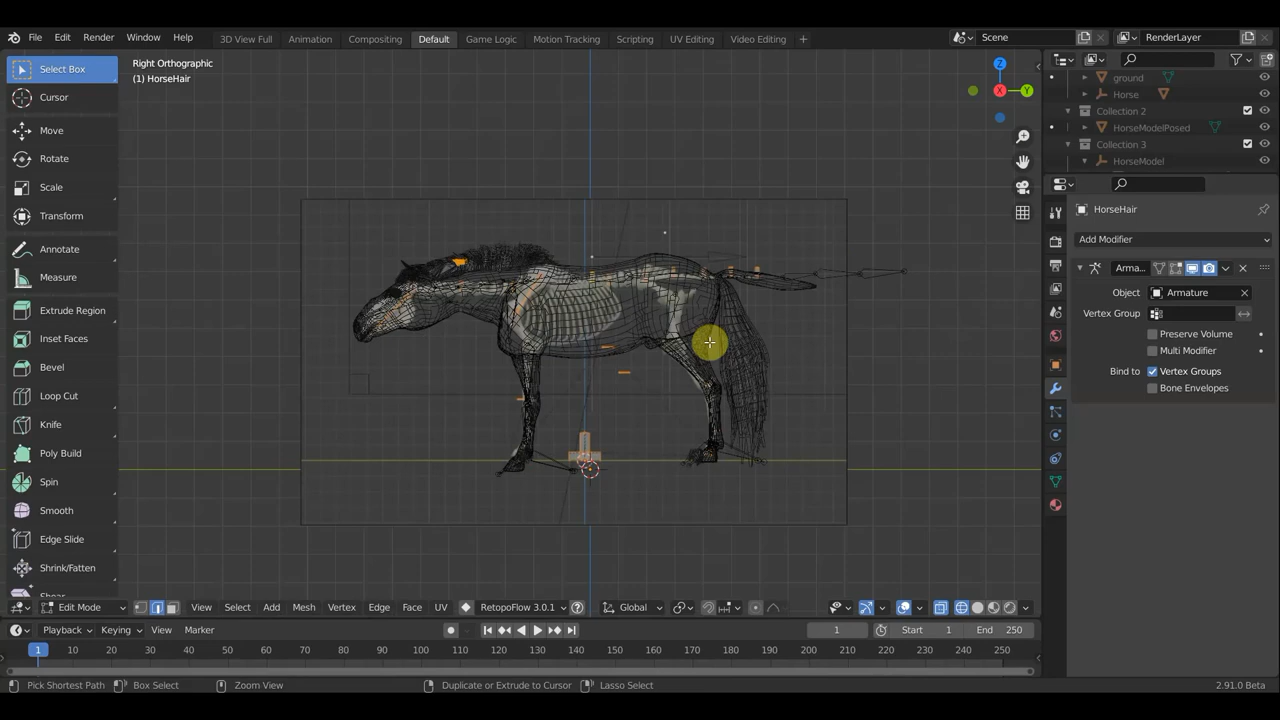 File Edit Render Window Help 3D View Full Animation Compositing Default Game Logic Motion Tracking Scripting UV Editing Video Editing + Scene RenderLayer
Select Box
Cursor
Move
Rotate
Scale
Transform
Annotate
Measure
Extrude Region
Inset Faces
Bevel
Loop Cut
Knife
Poly Build
Spin
Smooth
Edge Slide
Shrink/Fatten
Shear
Right Orthographic
(1) HorseHair
Z
X
Y
ground
Horse
Collection 2
HorseModelPosed
Collection 3
HorseModel
HorseHair
Add Modifier
Arma...
Object: Armature
Vertex Group:
Preserve Volume
Multi Modifier
Bind to Vertex Groups
Bone Envelopes
Edit Mode View Select Add Mesh Vertex Edge Face UV RetopoFlow 3.0.1 ? Global
Playback Keying View Marker 1 Start 1 End 250
1 10 20 30 40 50 60 70 80 90 100 110 120 130 140 150 160 170 180 190 200 210 220 230 240 250
Pick Shortest Path Box Select Zoom View Duplicate or Extrude to Cursor Lasso Select 2.91.0 Beta